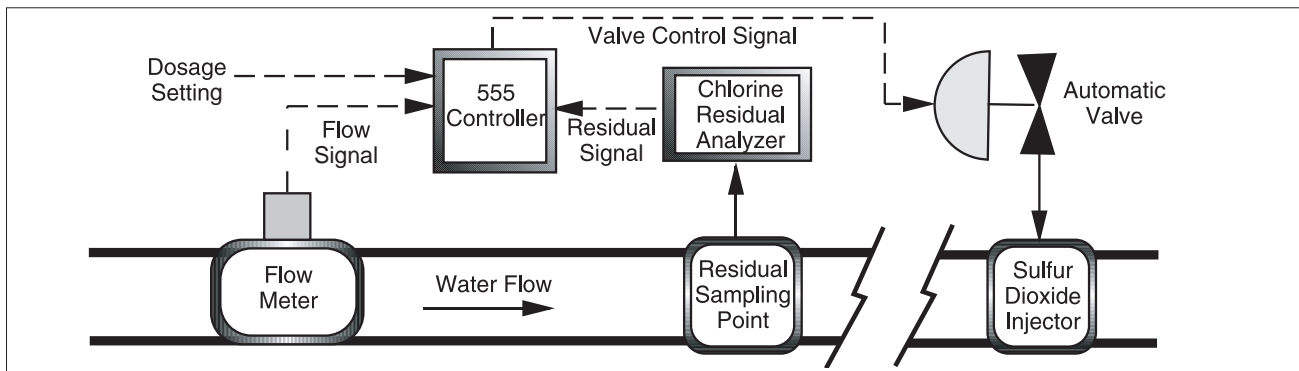 Valve Control Signal
Dosage
Setting
555
Controller
Flow
Signal
Residual
Signal
Chlorine
Residual
Analyzer
Automatic
Valve
Flow
Meter
Water Flow
Residual
Sampling
Point
Sulfur
Dioxide
Injector